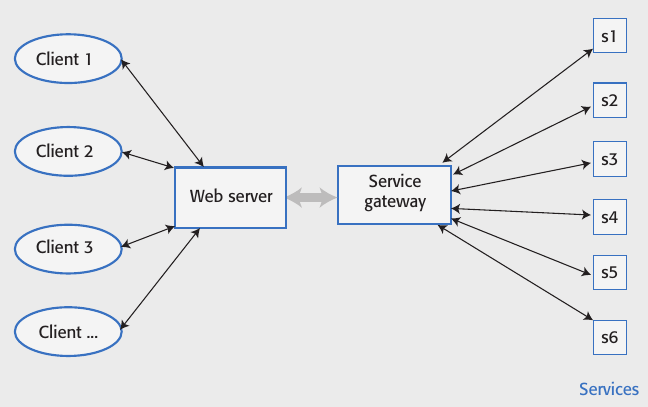 Client 1
Client 2
Client 3
Client ...
Web server
Service
gateway
s1
s2
s3
s4
s5
s6
Services